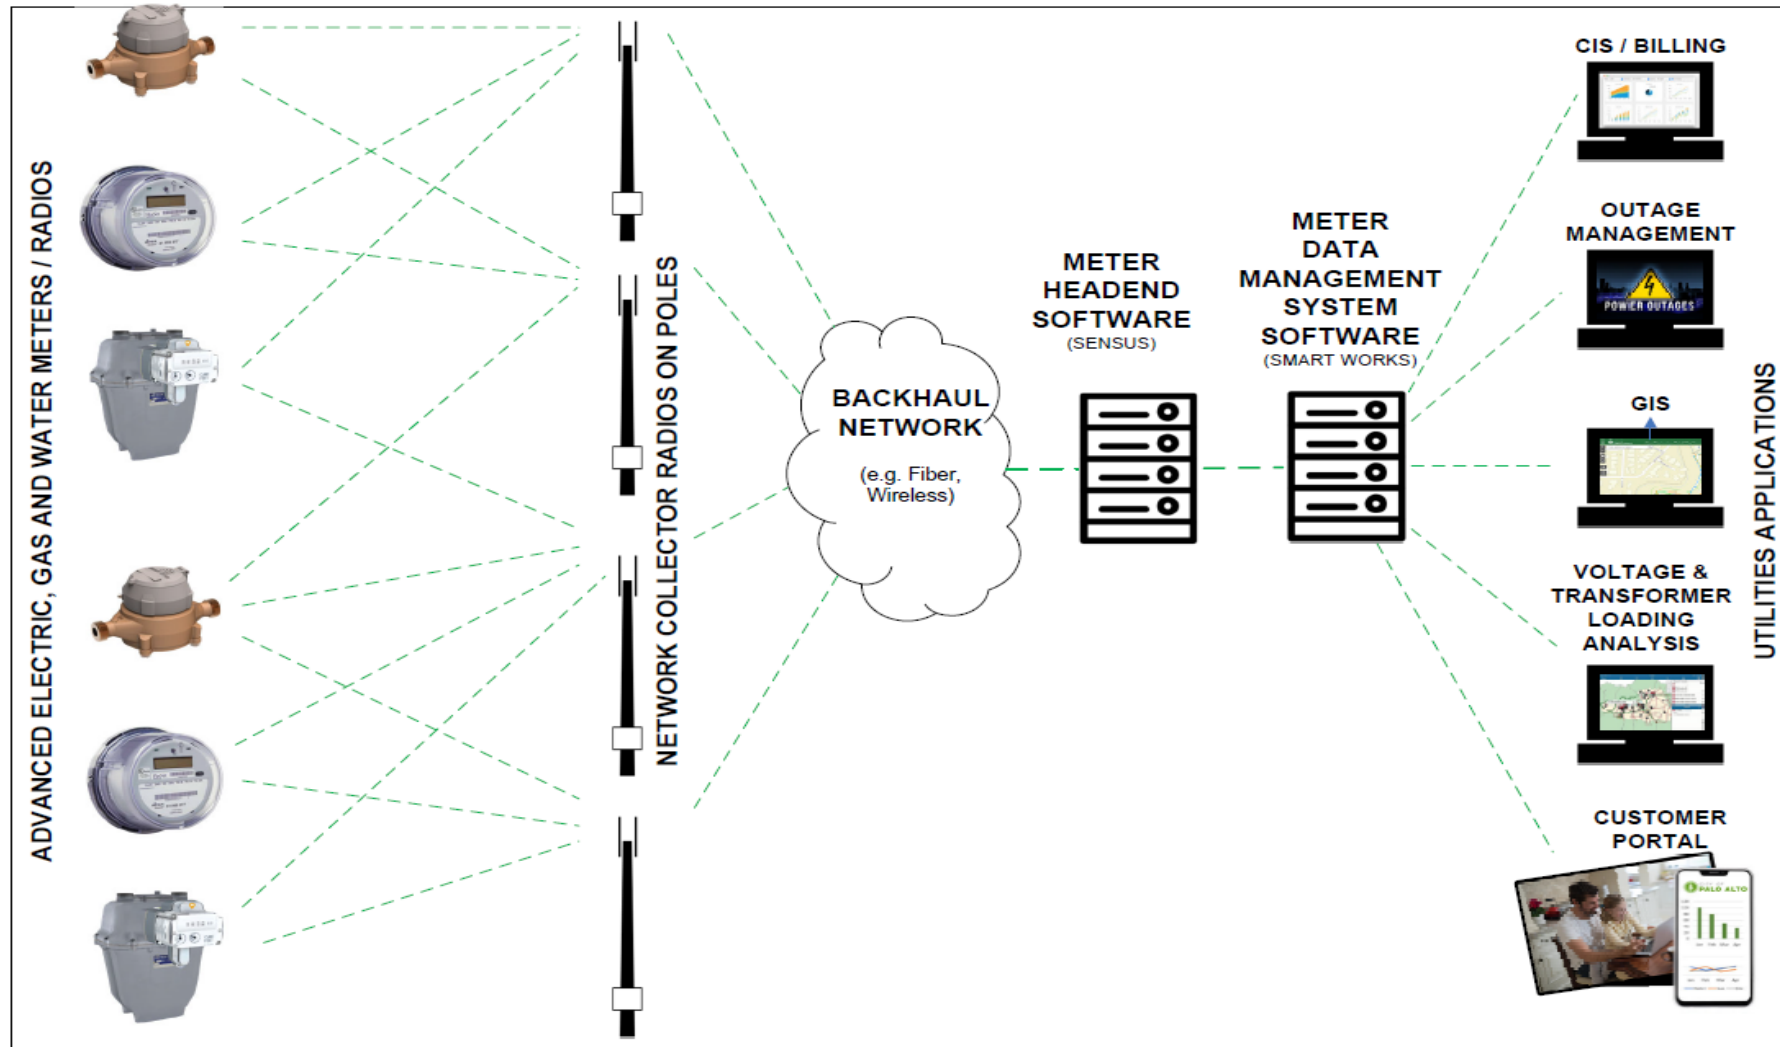 ADVANCED ELECTRIC, GAS AND WATER METERS / RADIOS
NETWORK COLLECTOR RADIOS ON POLES
BACKHAUL
NETWORK
(e.g. Fiber,
Wireless)
METER
HEADEND
SOFTWARE
(SENSUS)
METER
DATA
MANAGEMENT
SYSTEM
SOFTWARE
(SMART WORKS)
CIS / BILLING
OUTAGE
MANAGEMENT
POWER OUTAGES
GIS
VOLTAGE &
TRANSFORMER
LOADING
ANALYSIS
CUSTOMER
PORTAL
PALO ALTO
UTILITIES APPLICATIONS